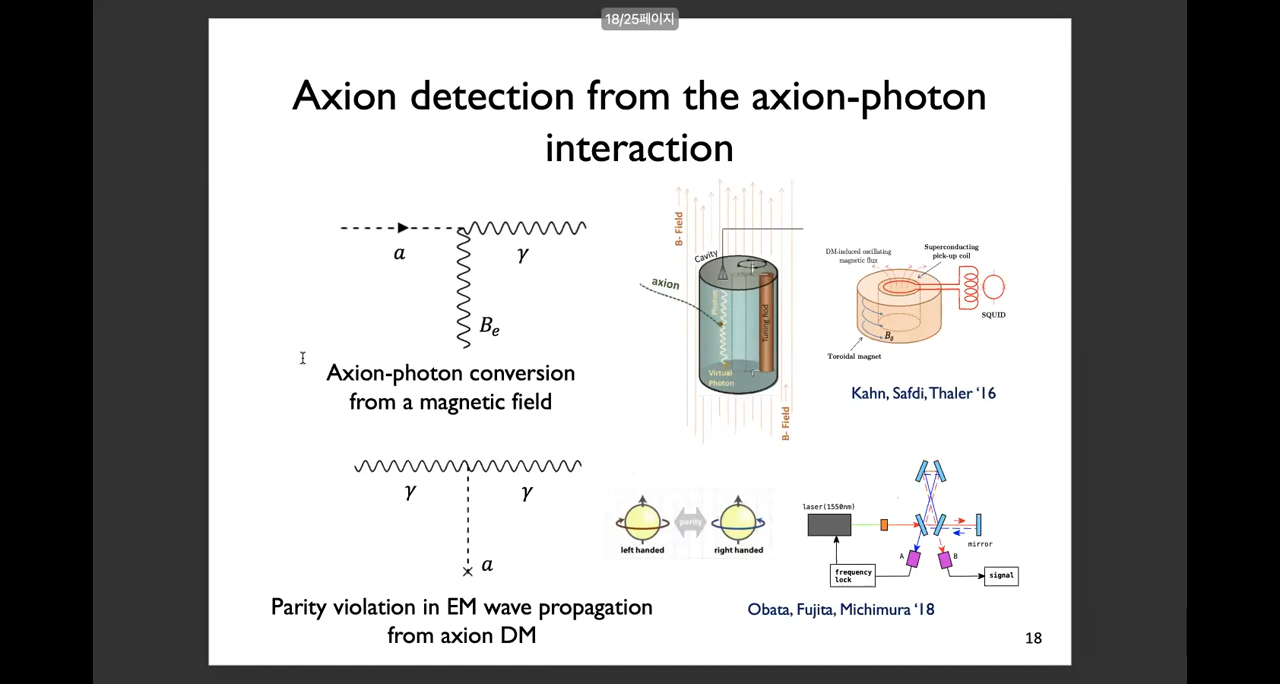 18/25페이지
Axion detection from the axion-photon
interaction
a
γ
B_e
Axion-photon conversion
from a magnetic field
B- Field
Cavity
axion
Photon
Tuning Rod
Virtual
Photon
B- Field
DM-induced oscillating
magnetic flux
Superconducting
pick-up coil
SQUID
B_0
Toroidal magnet
Kahn, Safdi, Thaler ‘16
γ
γ
a
Parity violation in EM wave propagation
from axion DM
parity
left handed
right handed
laser(1550nm)
mirror
A
B
frequency
lock
signal
Obata, Fujita, Michimura ‘18
18